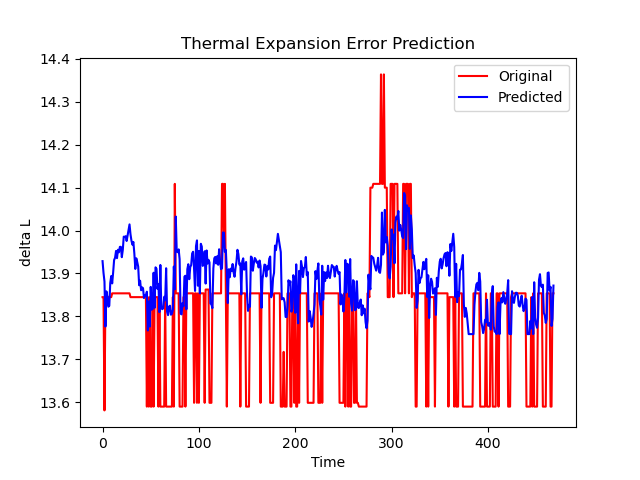 Thermal Expansion Error Prediction
14.4
14.3
14.2
14.1
14.0
13.9
13.8
13.7
13.6
delta L
Original
Predicted
0 100 200 300 400
Time